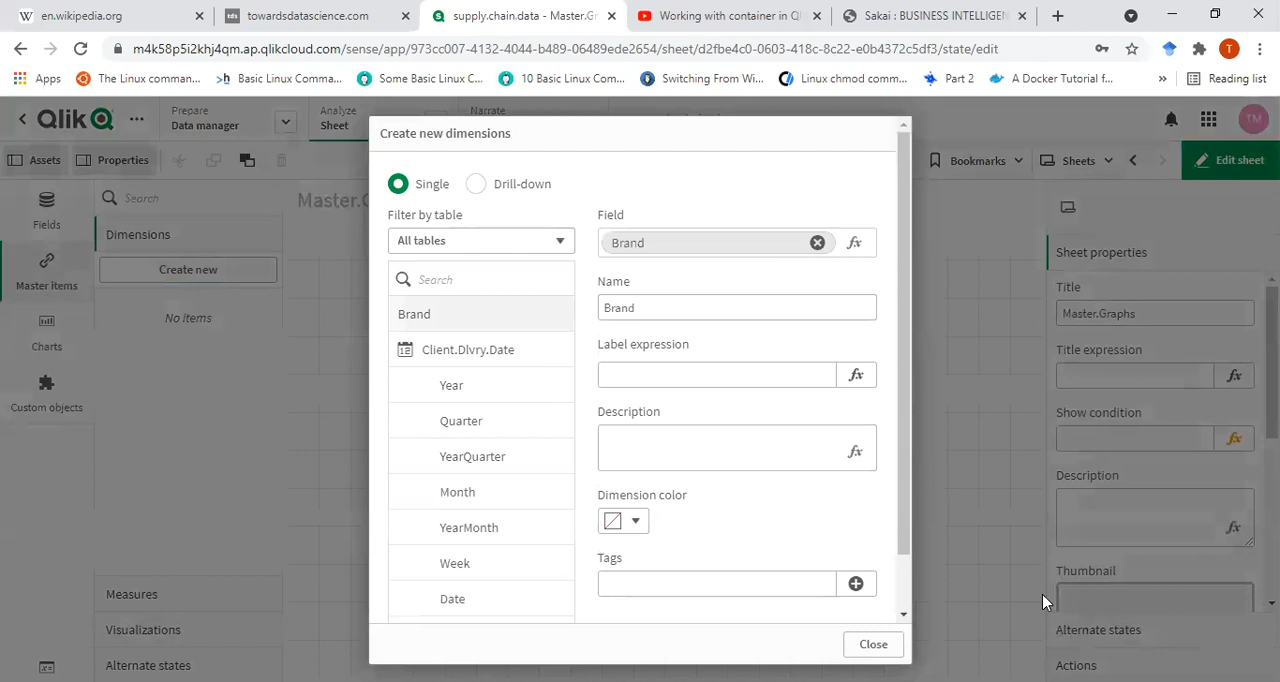 en.wikipedia.org
tds towardsdatascience.com
supply.chain.data - Master.Gr
Working with container in Ql
Sakai : BUSINESS INTELLIGEN
m4k58p5i2khj4qm.ap.qlikcloud.com/sense/app/973cc007-4132-4044-b489-06489ede2654/sheet/d2fbe4c0-0603-418c-8c22-e0b4372c5df3/state/edit
T
Apps
The Linux comman...
Basic Linux Comma...
Some Basic Linux C...
10 Basic Linux Com...
Switching From Wi...
Linux chmod comm...
Part 2
A Docker Tutorial f...
Reading list
Qlik
Prepare
Data manager
Analyze
Sheet
Narrate
TM
Assets
Properties
Bookmarks
Sheets
Edit sheet
Fields
Master items
Charts
Custom objects
Search
Dimensions
Create new
No items
Measures
Visualizations
Alternate states
Master.
Create new dimensions
Single
Drill-down
Filter by table
All tables
Search
Brand
Client.Dlvry.Date
Year
Quarter
YearQuarter
Month
YearMonth
Week
Date
Field
Brand
fx
Name
Brand
Label expression
fx
Description
fx
Dimension color
Tags
Close
Sheet properties
Title
Master.Graphs
Title expression
fx
Show condition
fx
Description
fx
Thumbnail
Alternate states
Actions